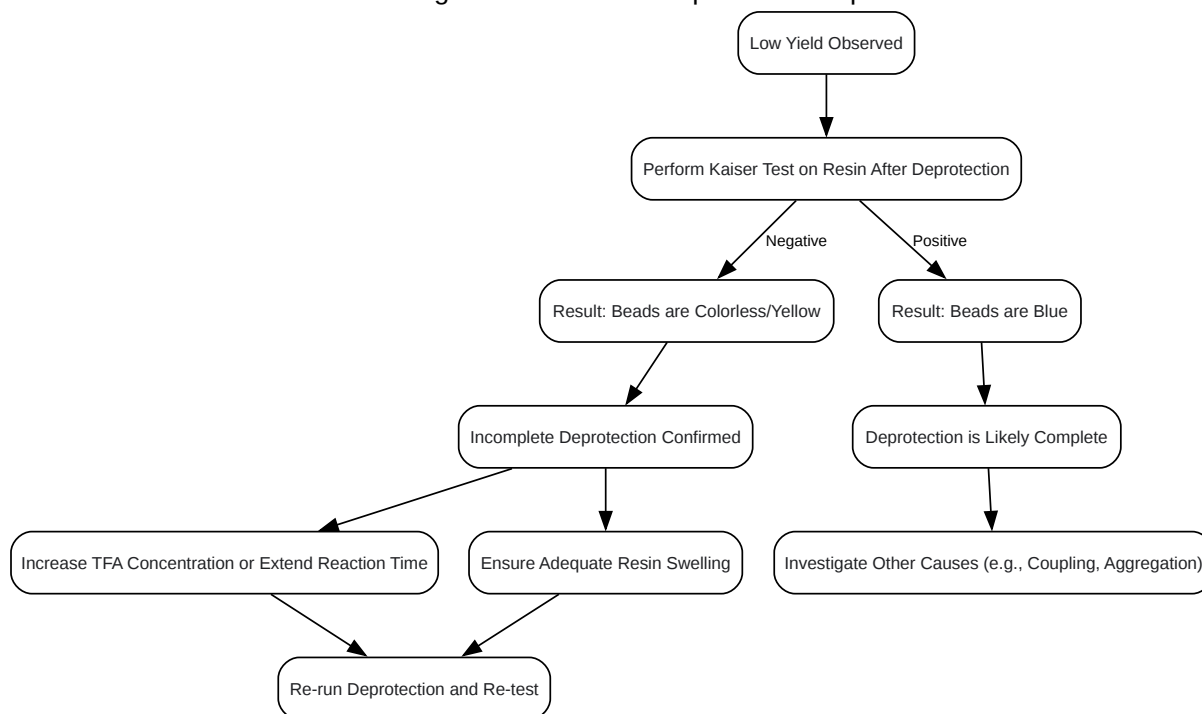 Low Yield Observed
Perform Kaiser Test on Resin After Deprotection
Negative
Positive
Result: Beads are Colorless/Yellow
Result: Beads are Blue
Incomplete Deprotection Confirmed
Deprotection is Likely Complete
Increase TFA Concentration or Extend Reaction Time
Ensure Adequate Resin Swelling
Investigate Other Causes (e.g., Coupling, Aggregation)
Re-run Deprotection and Re-test